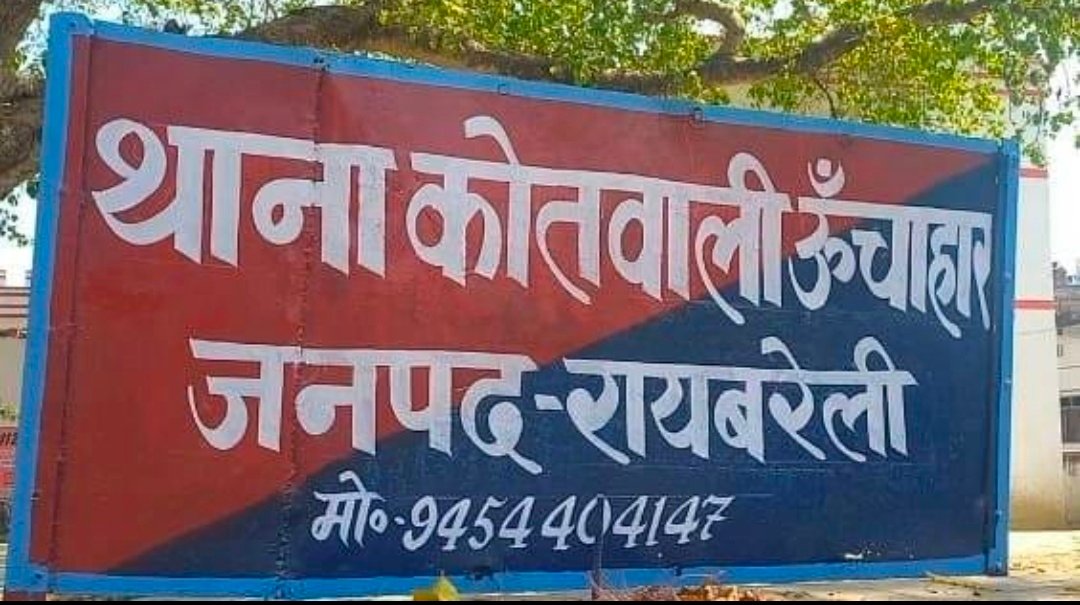 थाना कोतवाली ऊँचाहार
जनपद-रायबरेली
मो०-9454404147